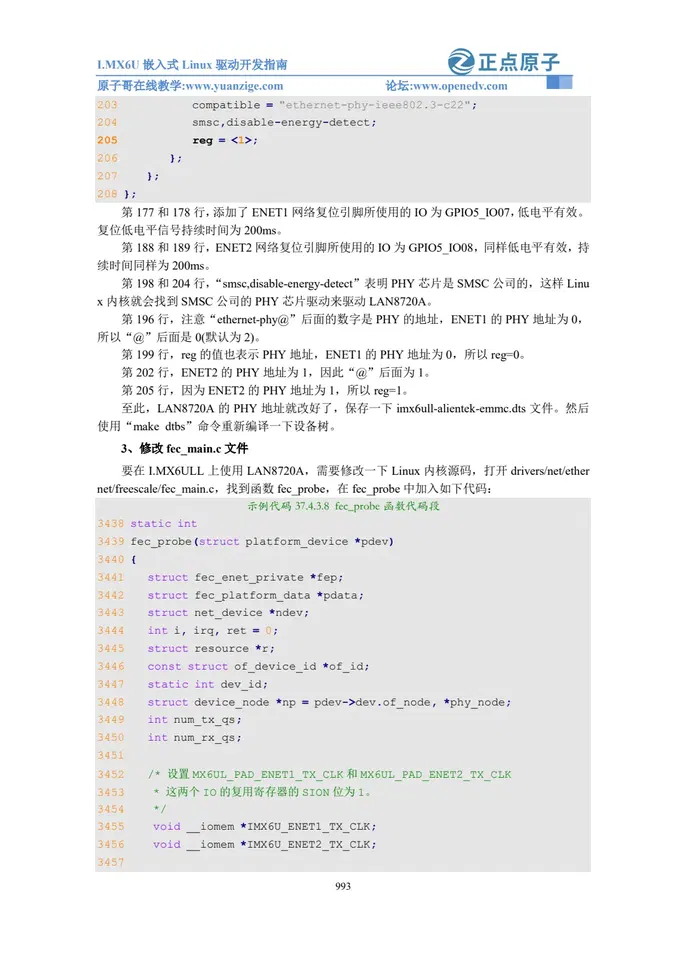 I.MX6U 嵌入式 Linux 驱动开发指南
正点原子
原子哥在线教学:www.yuanzige.com 论坛:www.openedv.com
203 compatible = "ethernet-phy-ieee802.3-c22";
204 smsc,disable-energy-detect;
205 reg = <1>;
206 };
207 };
208 };
第 177 和 178 行，添加了 ENET1 网络复位引脚所使用的 IO 为 GPIO5_IO07，低电平有效。
复位低电平信号持续时间为 200ms。
第 188 和 189 行，ENET2 网络复位引脚所使用的 IO 为 GPIO5_IO08，同样低电平有效，持
续时间同样为 200ms。
第 198 和 204 行，“smsc,disable-energy-detect”表明 PHY 芯片是 SMSC 公司的，这样 Linu
x 内核就会找到 SMSC 公司的 PHY 芯片驱动来驱动 LAN8720A。
第 196 行，注意“ethernet-phy@”后面的数字是 PHY 的地址，ENET1 的 PHY 地址为 0，
所以“@”后面是 0(默认为 2)。
第 199 行，reg 的值也表示 PHY 地址，ENET1 的 PHY 地址为 0，所以 reg=0。
第 202 行，ENET2 的 PHY 地址为 1，因此“@”后面为 1。
第 205 行，因为 ENET2 的 PHY 地址为 1，所以 reg=1。
至此，LAN8720A 的 PHY 地址就改好了，保存一下 imx6ull-alientek-emmc.dts 文件。然后
使用“make dtbs”命令重新编译一下设备树。
3、修改 fec_main.c 文件
要在 I.MX6ULL 上使用 LAN8720A，需要修改一下 Linux 内核源码，打开 drivers/net/ether
net/freescale/fec_main.c，找到函数 fec_probe，在 fec_probe 中加入如下代码：
示例代码 37.4.3.8 fec_probe 函数代码段
3438 static int
3439 fec_probe(struct platform_device *pdev)
3440 {
3441 struct fec_enet_private *fep;
3442 struct fec_platform_data *pdata;
3443 struct net_device *ndev;
3444 int i, irq, ret = 0;
3445 struct resource *r;
3446 const struct of_device_id *of_id;
3447 static int dev_id;
3448 struct device_node *np = pdev->dev.of_node, *phy_node;
3449 int num_tx_qs;
3450 int num_rx_qs;
3451
3452 /* 设置 MX6UL_PAD_ENET1_TX_CLK 和 MX6UL_PAD_ENET2_TX_CLK
3453 * 这两个 IO 的复用寄存器的 SION 位为 1。
3454 */
3455 void __iomem *IMX6U_ENET1_TX_CLK;
3456 void __iomem *IMX6U_ENET2_TX_CLK;
3457
993